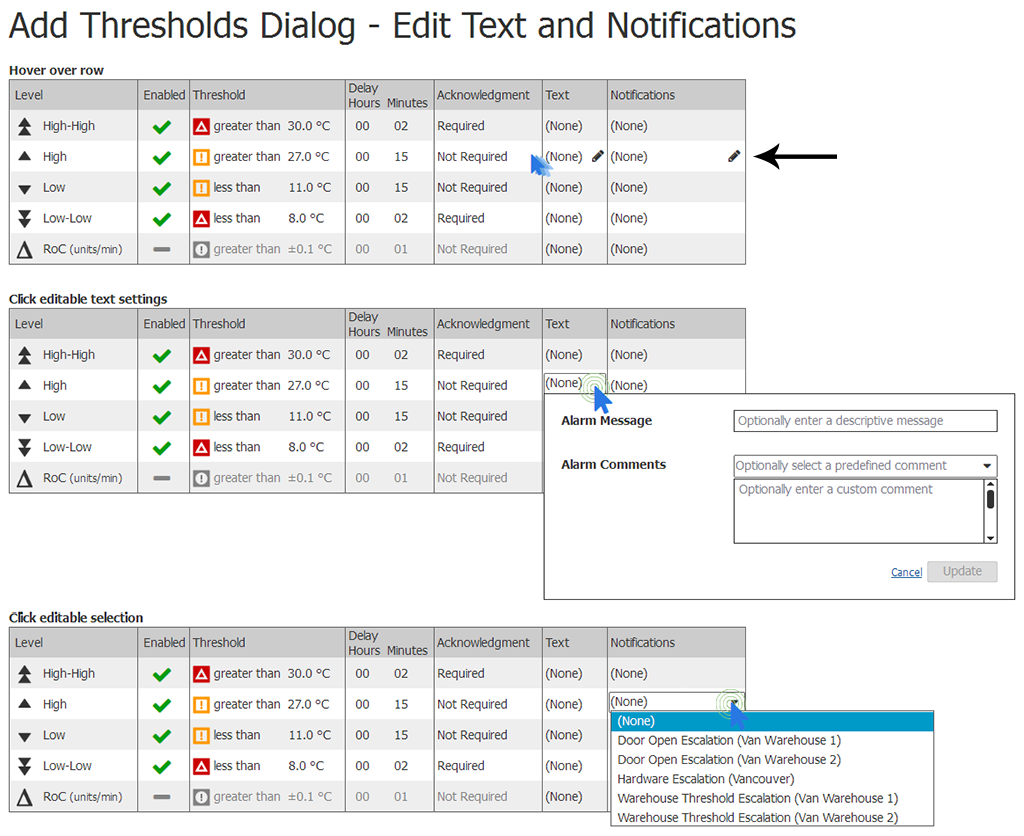 Add Thresholds Dialog - Edit Text and Notifications
Hover over row
Level Enabled Threshold Delay Hours Minutes Acknowledgment Text Notifications
High-High greater than 30.0 °C 00 02 Required (None) (None)
High greater than 27.0 °C 00 15 Not Required (None) (None)
Low less than 11.0 °C 00 15 Not Required (None) (None)
Low-Low less than 8.0 °C 00 02 Required (None) (None)
RoC (units/min) greater than ±0.1 °C 00 01 Not Required (None) (None)
Click editable text settings
Level Enabled Threshold Delay Hours Minutes Acknowledgment Text Notifications
High-High greater than 30.0 °C 00 02 Required (None) (None)
High greater than 27.0 °C 00 15 Not Required (None) (None)
Low less than 11.0 °C 00 15 Not Required
Low-Low less than 8.0 °C 00 02 Required
RoC (units/min) greater than ±0.1 °C 00 01 Not Required
Alarm Message Optionally enter a descriptive message
Alarm Comments Optionally select a predefined comment
Optionally enter a custom comment
Cancel Update
Click editable selection
Level Enabled Threshold Delay Hours Minutes Acknowledgment Text Notifications
High-High greater than 30.0 °C 00 02 Required (None) (None)
High greater than 27.0 °C 00 15 Not Required (None) (None)
Low less than 11.0 °C 00 15 Not Required (None)
Low-Low less than 8.0 °C 00 02 Required (None)
RoC (units/min) greater than ±0.1 °C 00 01 Not Required (None)
(None)
Door Open Escalation (Van Warehouse 1)
Door Open Escalation (Van Warehouse 2)
Hardware Escalation (Vancouver)
Warehouse Threshold Escalation (Van Warehouse 1)
Warehouse Threshold Escalation (Van Warehouse 2)